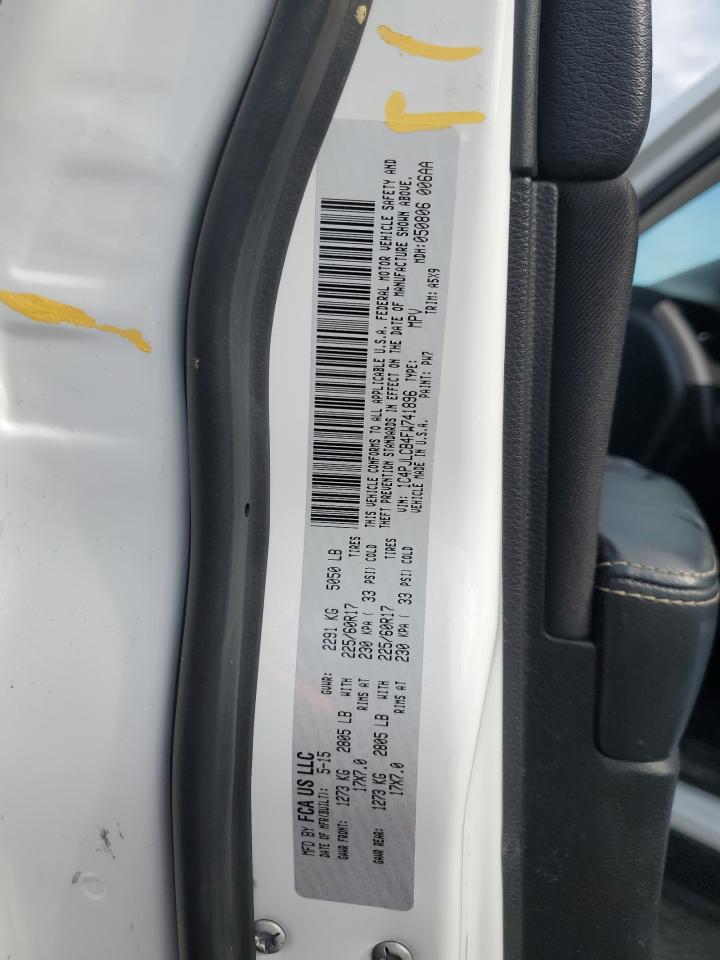 MFD BY FCA US LLC
DATE OF MFR(BUILT): 5-15 GVWR: 2291 KG 5050 LB
GAWR FRONT: 1273 KG 2805 LB WITH 225/60R17 TIRES
17X7.0 RIMS AT 230 KPA ( 33 PSI) COLD
GAWR REAR: 1273 KG 2805 LB WITH 225/60R17 TIRES
17X7.0 RIMS AT 230 KPA ( 33 PSI) COLD
THIS VEHICLE CONFORMS TO ALL APPLICABLE U.S.A. FEDERAL MOTOR VEHICLE SAFETY AND
THEFT PREVENTION STANDARDS IN EFFECT ON THE DATE OF MANUFACTURE SHOWN ABOVE.
VIN: 1C4PJLCB4FW741896 TYPE: MPV MDH:050806 006AA
VEHICLE MADE IN U.S.A. PAINT: PW7 TRIM: A5X9